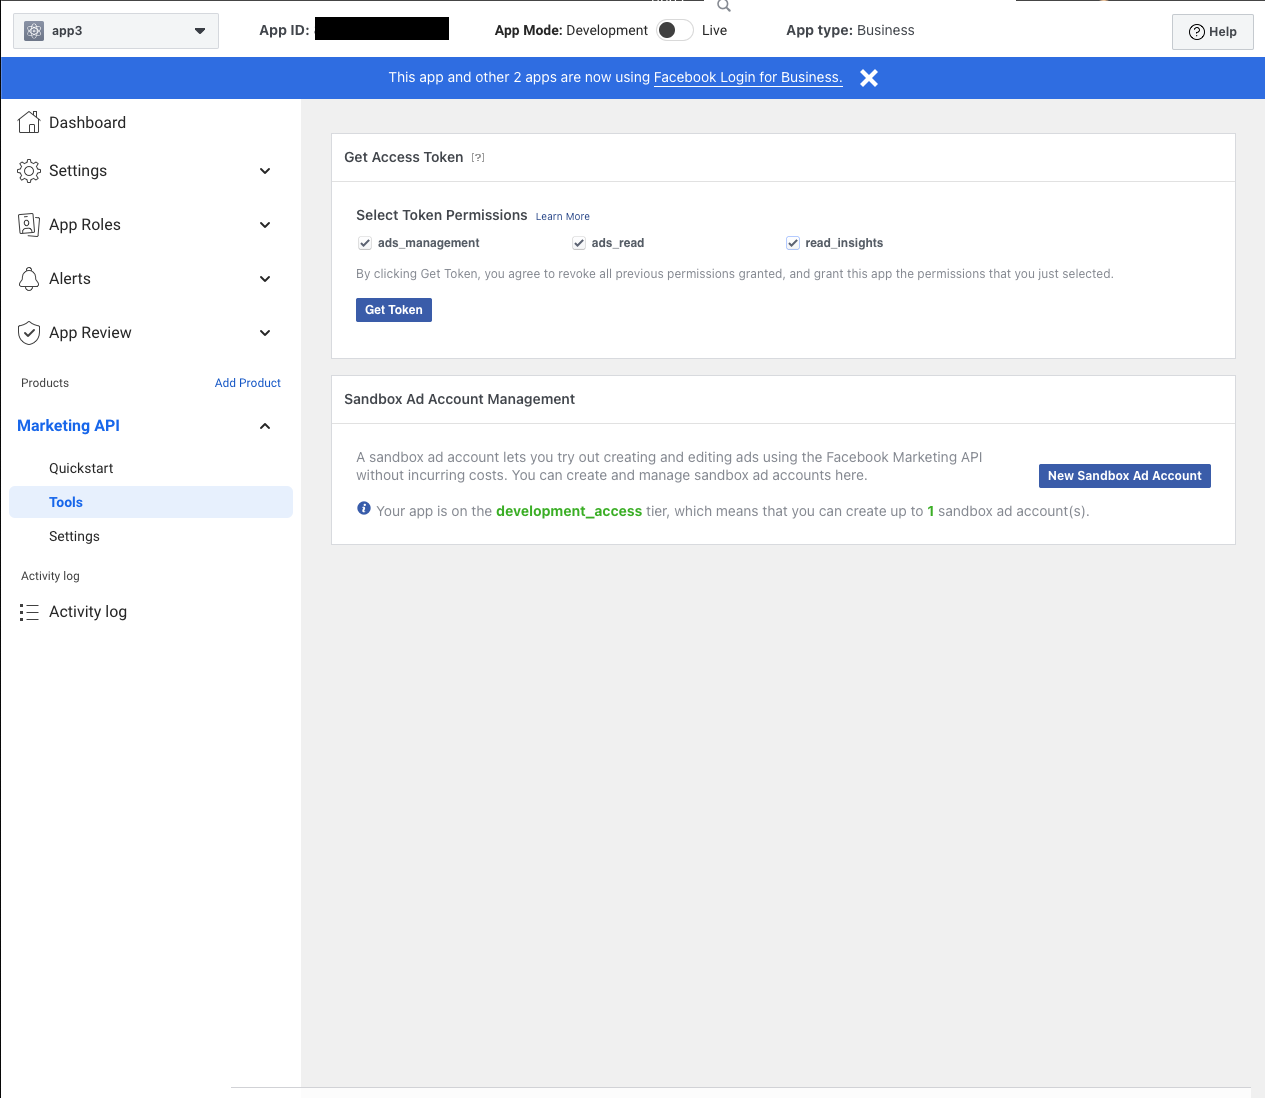 app3
App ID:
App Mode: Development
Live
App type: Business
Help
This app and other 2 apps are now using Facebook Login for Business.
Dashboard
Settings
App Roles
Alerts
App Review
Products
Add Product
Marketing API
Quickstart
Tools
Settings
Activity log
Activity log
Get Access Token [?]
Select Token Permissions Learn More
ads_management
ads_read
read_insights
By clicking Get Token, you agree to revoke all previous permissions granted, and grant this app the permissions that you just selected.
Get Token
Sandbox Ad Account Management
A sandbox ad account lets you try out creating and editing ads using the Facebook Marketing API
without incurring costs. You can create and manage sandbox ad accounts here.
New Sandbox Ad Account
Your app is on the development_access tier, which means that you can create up to 1 sandbox ad account(s).